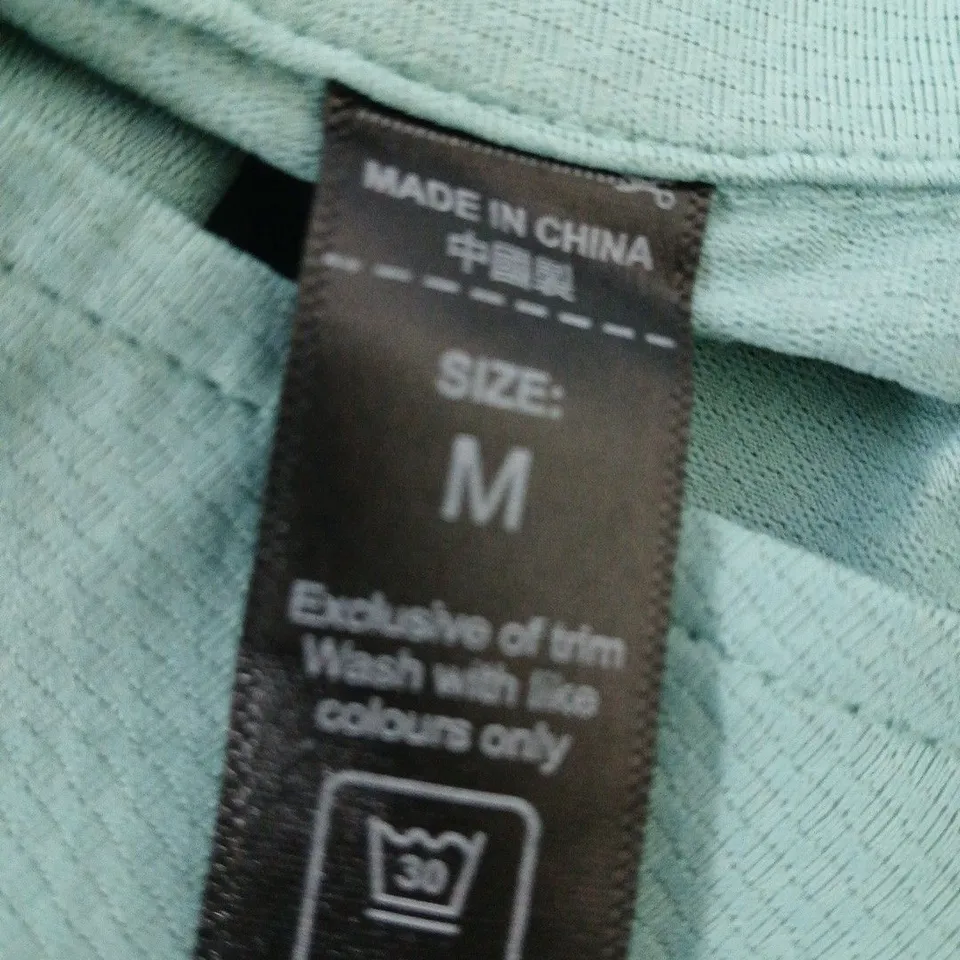 MADE IN CHINA
中國製
SIZE:
M
Exclusive of trim
Wash with like
colours only
30